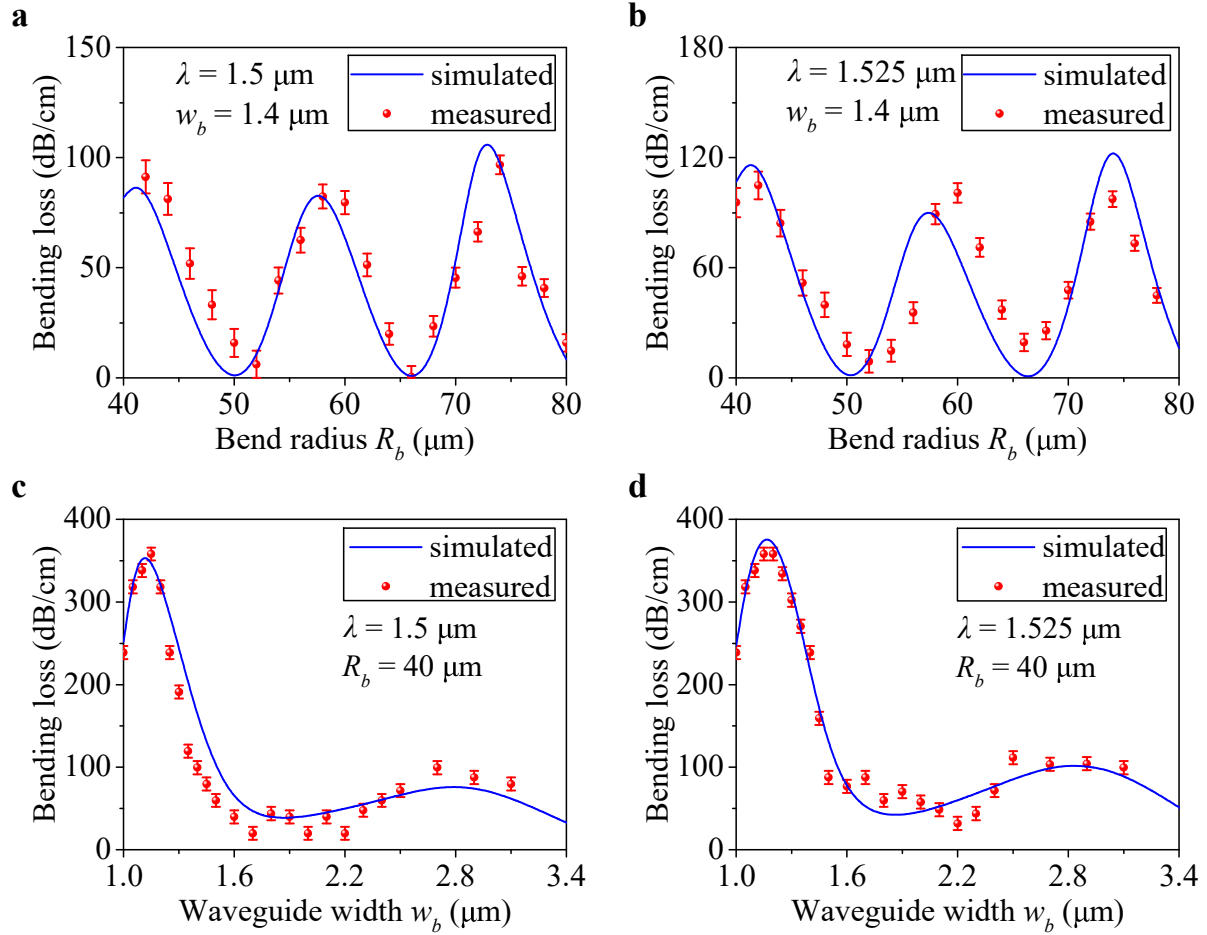 a
150
100
50
0
Bending loss (dB/cm)
λ = 1.5 μm
w_b = 1.4 μm
simulated
measured
40 50 60 70 80
Bend radius R_b (μm)
b
180
120
60
0
Bending loss (dB/cm)
λ = 1.525 μm
w_b = 1.4 μm
simulated
measured
40 50 60 70 80
Bend radius R_b (μm)
c
400
300
200
100
0
Bending loss (dB/cm)
simulated
measured
λ = 1.5 μm
R_b = 40 μm
1.0 1.6 2.2 2.8 3.4
Waveguide width w_b (μm)
d
400
300
200
100
0
Bending loss (dB/cm)
simulated
measured
λ = 1.525 μm
R_b = 40 μm
1.0 1.6 2.2 2.8 3.4
Waveguide width w_b (μm)